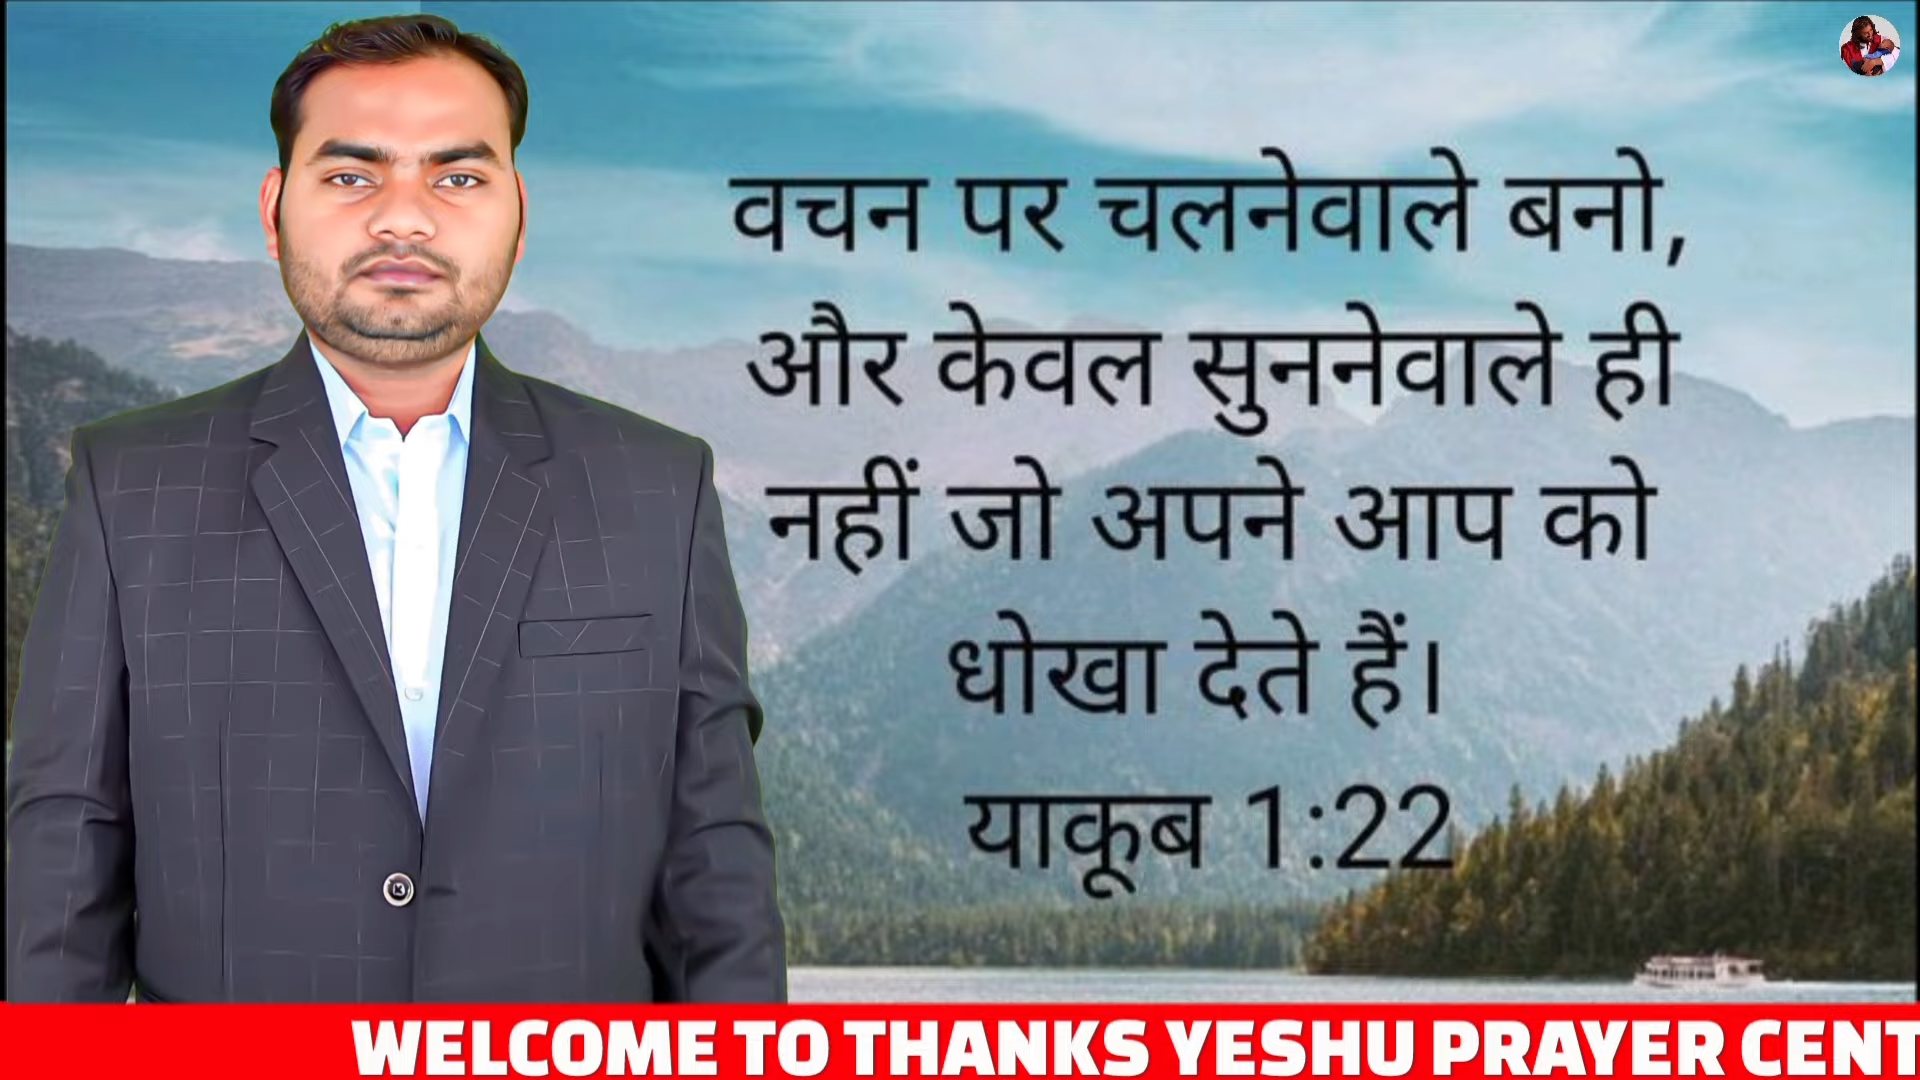 वचन पर चलनेवाले बनो,
और केवल सुननेवाले ही
नहीं जो अपने आप को
धोखा देते हैं।
याकूब 1:22
WELCOME TO THANKS YESHU PRAYER CENT